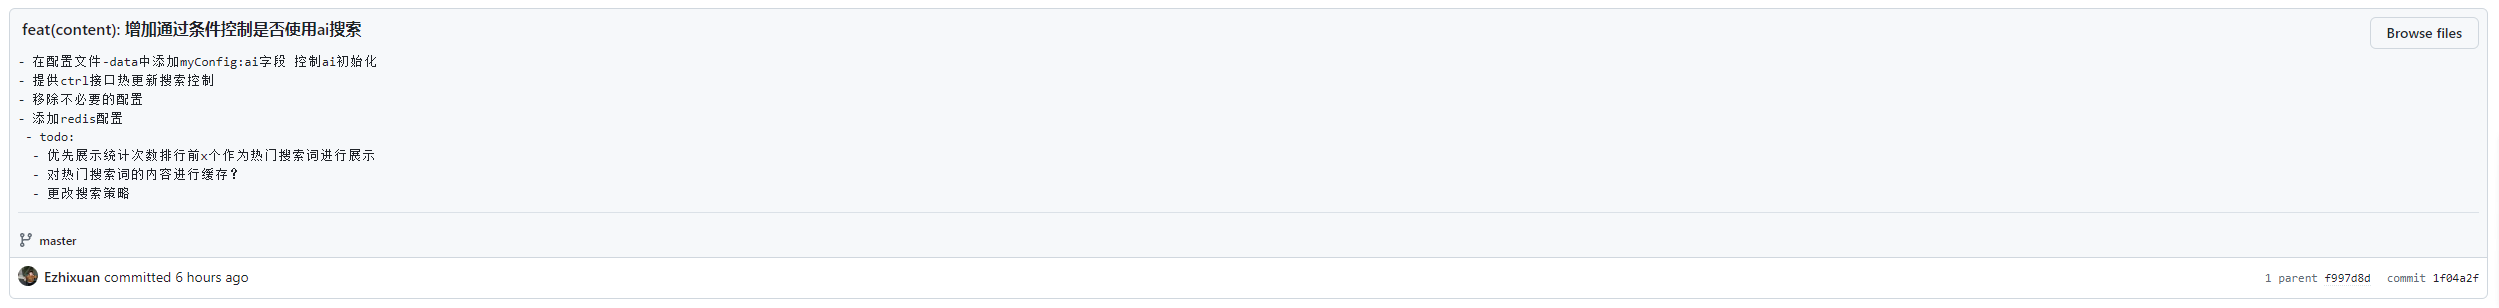 feat(content): 增加通过条件控制是否使用ai搜索
Browse files
- 在配置文件-data中添加myConfig:ai字段 控制ai初始化
- 提供ctrl接口热更新搜索控制
- 移除不必要的配置
- 添加redis配置
- todo:
- 优先展示统计次数排行前x个作为热门搜索词进行展示
- 对热门搜索词的内容进行缓存?
- 更改搜索策略
master
Ezhixuan committed 6 hours ago
1 parent f997d8d commit 1f04a2f